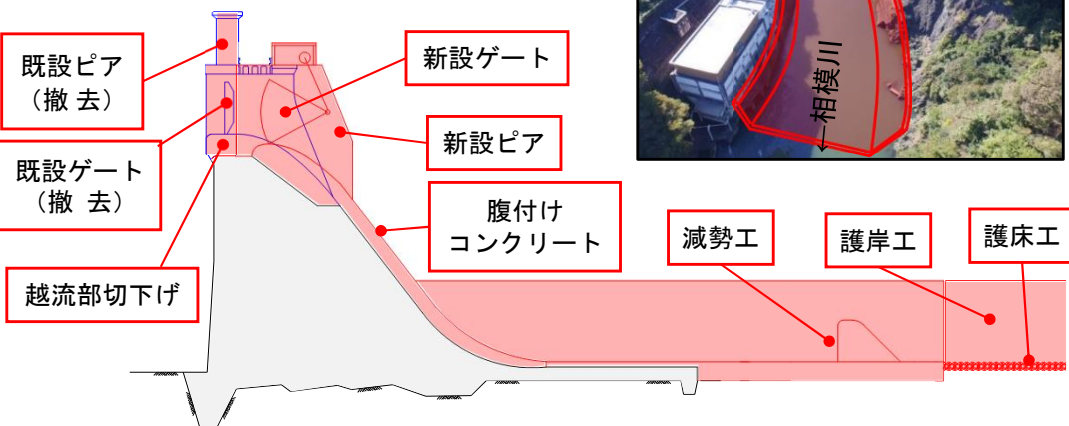 既設ピア
（撤 去）
新設ゲート
←相模川
新設ピア
既設ゲート
（撤 去）
腹付け
コンクリート
減勢工
護岸工
護床工
越流部切下げ